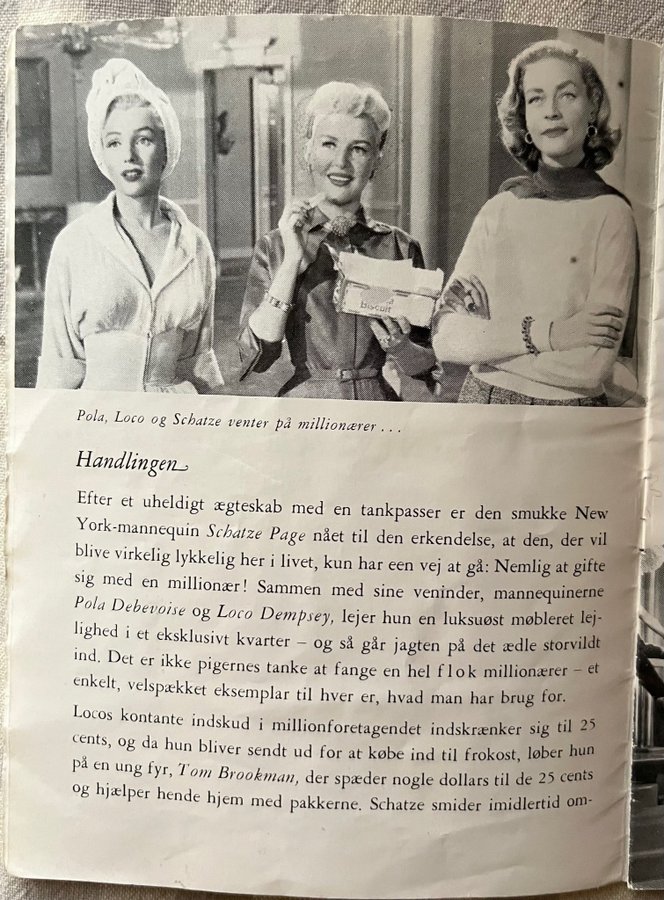 biscuit
Pola, Loco og Schatze venter på millionærer . . .
Handlingen
Efter et uheldigt ægteskab med en tankpasser er den smukke New
York-mannequin Schatze Page nået til den erkendelse, at den, der vil
blive virkelig lykkelig her i livet, kun har een vej at gå: Nemlig at gifte
sig med en millionær! Sammen med sine veninder, mannequinerne
Pola Debevoise og Loco Dempsey, lejer hun en luksuøst møbleret lej-
lighed i et eksklusivt kvarter – og så går jagten på det ædle storvildt
ind. Det er ikke pigernes tanke at fange en hel flok millionærer – et
enkelt, velspækket eksemplar til hver er, hvad man har brug for.
Locos kontante indskud i millionforetagendet indskrænker sig til 25
cents, og da hun bliver sendt ud for at købe ind til frokost, løber hun
på en ung fyr, Tom Brookman, der spæder nogle dollars til de 25 cents
og hjælper hende hjem med pakkerne. Schatze smider imidlertid om-